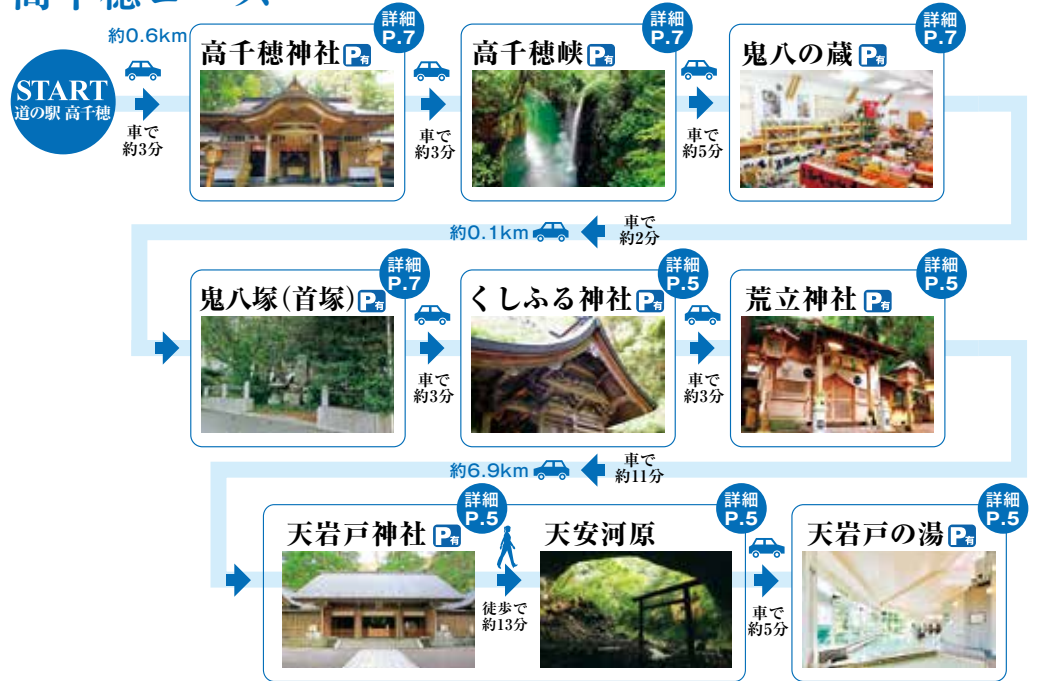 高千穂コース
約0.6km
START
道の駅 高千穂
車で
約3分
詳細
P.7
高千穂神社 P有
車で
約3分
詳細
P.7
高千穂峡 P有
車で
約5分
詳細
P.7
鬼八の蔵 P有
約0.1km
車で
約2分
詳細
P.7
鬼八塚(首塚) P有
車で
約3分
詳細
P.5
くしふる神社 P有
車で
約3分
詳細
P.5
荒立神社 P有
約6.9km
車で
約11分
詳細
P.5
天岩戸神社 P有
徒歩で
約13分
詳細
P.5
天安河原
車で
約5分
詳細
P.5
天岩戸の湯 P有